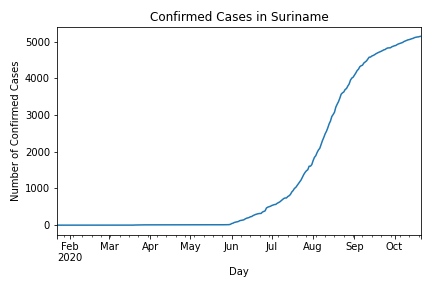 Confirmed Cases in Suriname
Number of Confirmed Cases
5000
4000
3000
2000
1000
0
Feb Mar Apr May Jun Jul Aug Sep Oct
2020
Day